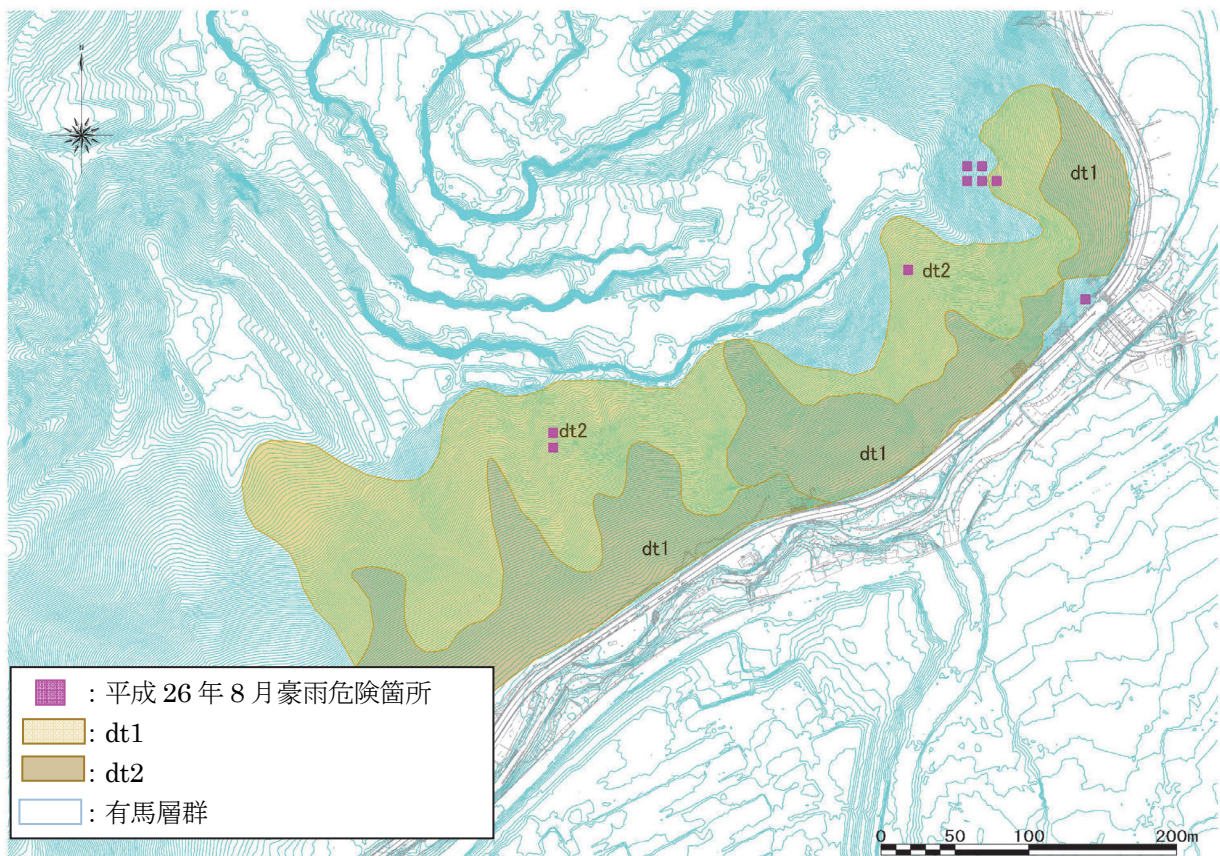 N
dt1
dt2
dt2
dt1
dt1
: 平成 26 年 8 月豪雨危険箇所
: dt1
: dt2
: 有馬層群
0 50 100 200m